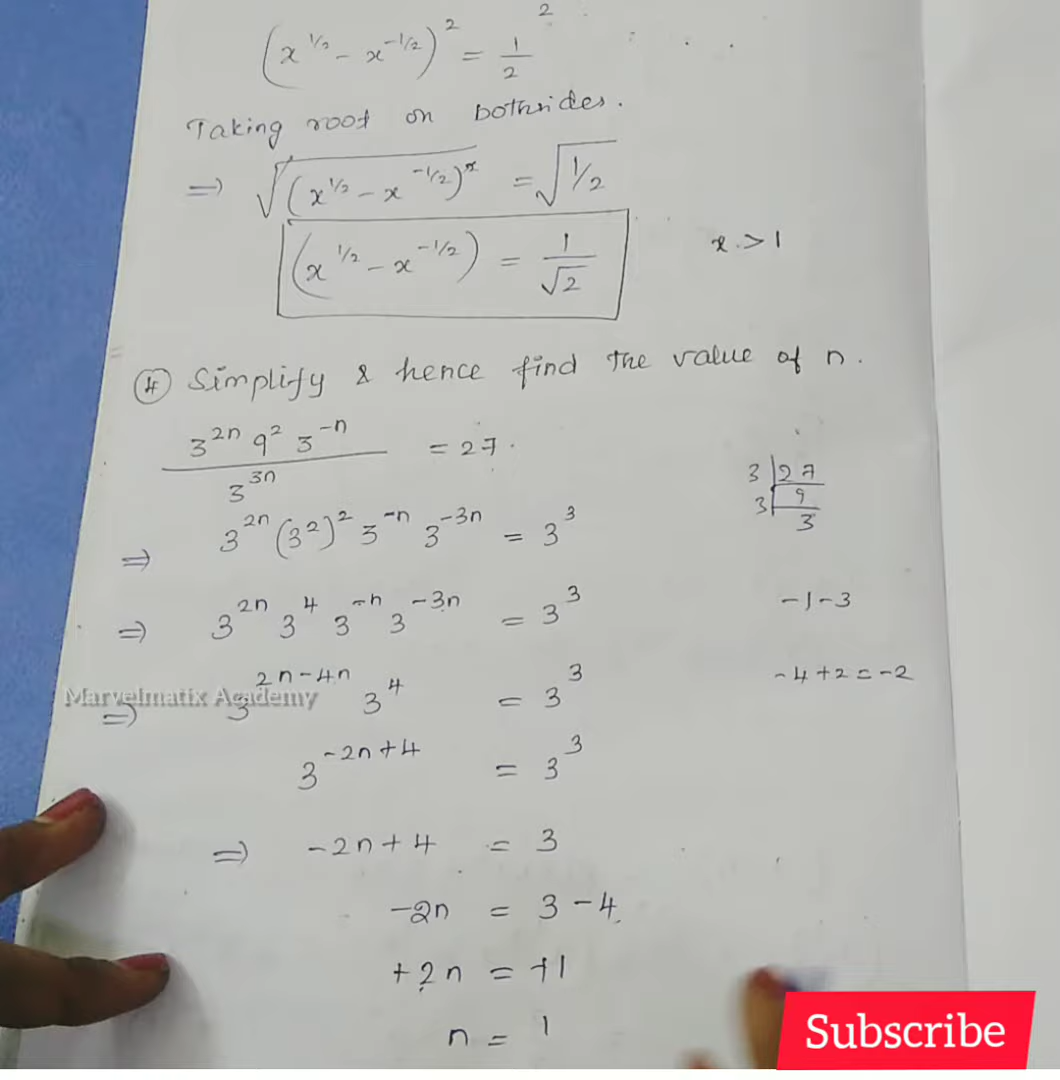 (x^1/2 - x^-1/2)^2 = 1/2 ^2
Taking root on bothsides.
=> √(x^1/2 - x^-1/2)^2 = √1/2
(x^1/2 - x^-1/2) = 1/√2 x > 1
④ Simplify & hence find the value of n.
3^2n 9^2 3^-n / 3^3n = 27.
3 | 27
3 | 9
3
=> 3^2n (3^2)^2 3^-n 3^-3n = 3^3
=> 3^2n 3^4 3^-n 3^-3n = 3^3 -1-3
=> 3^2n-4n 3^4 = 3^3 -4+2=-2
Marvelmatix Academy
3^-2n+4 = 3^3
=> -2n+4 = 3
-2n = 3-4
+2n = +1
n = 1
Subscribe